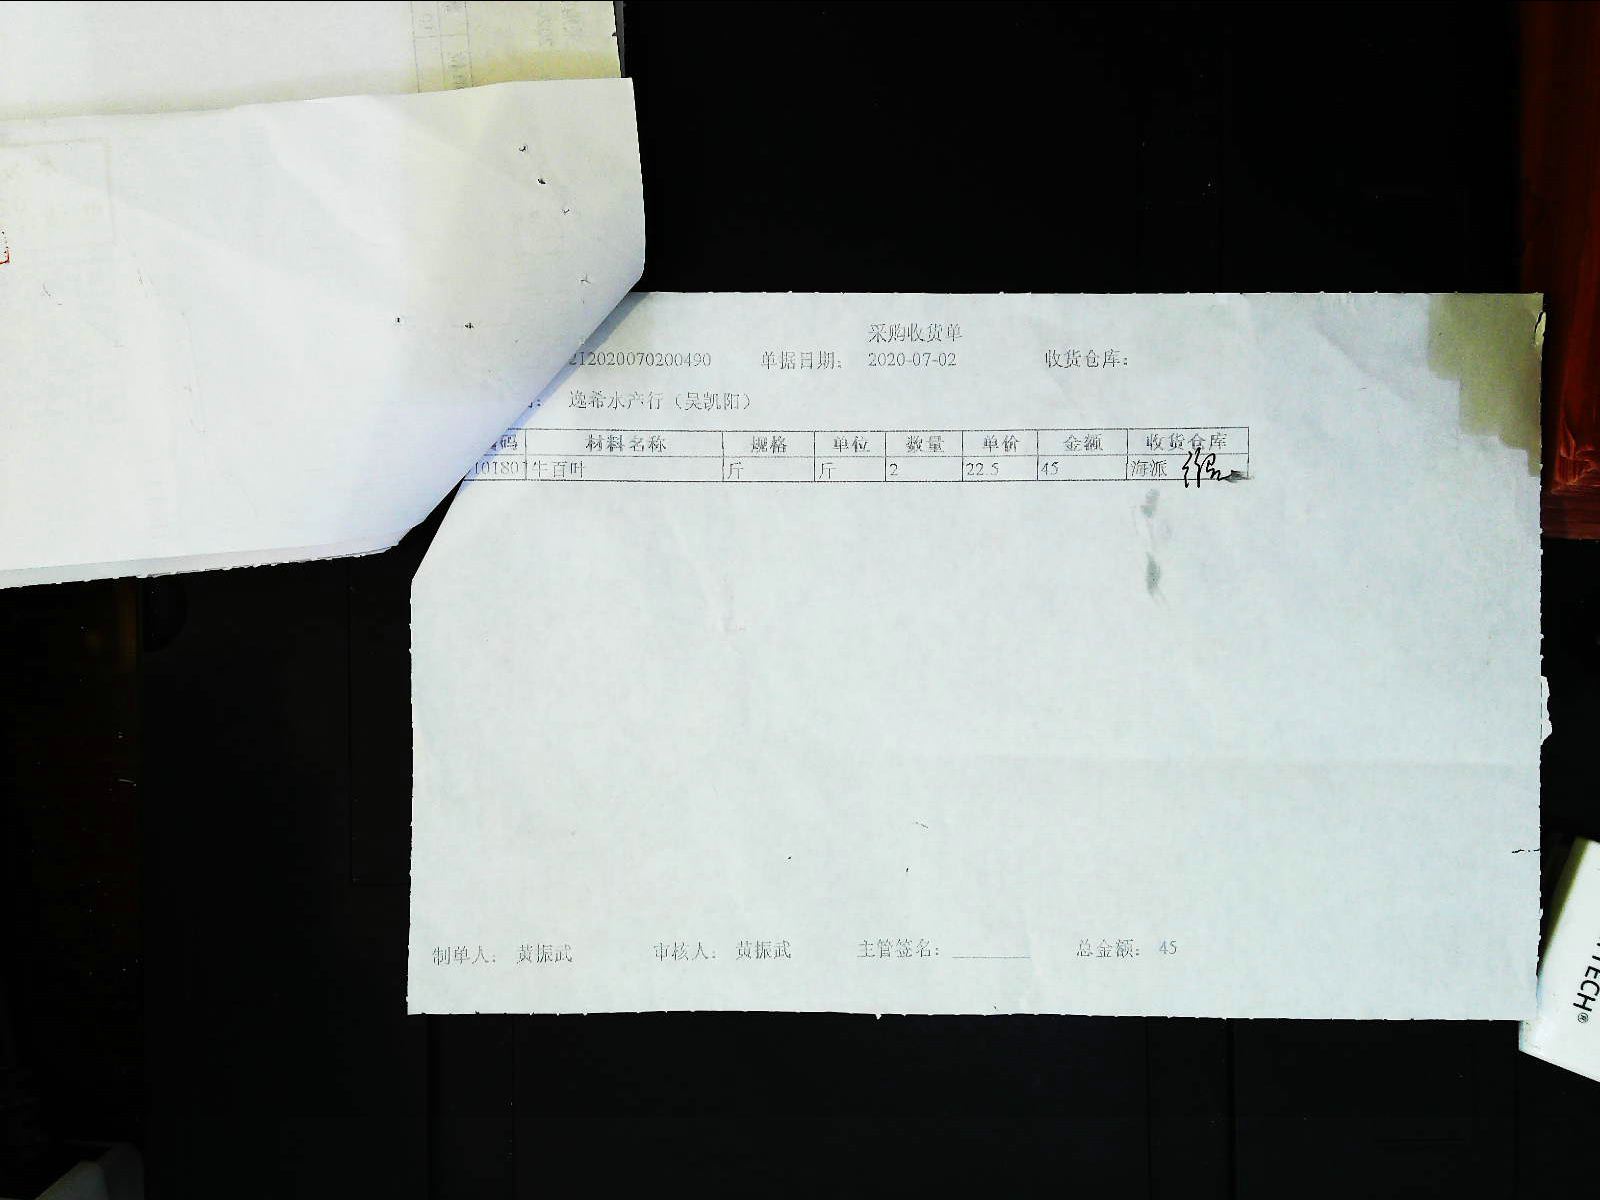 采购收货单
212020070200490 单据日期： 2020-07-02 收货仓库：
： 逸希水产行（吴凯阳）
码 材料名称 规格 单位 数量 单价 金额 收货仓库
101801 牛百叶 斤 斤 2 22.5 45 海派
制单人： 黄振武 审核人： 黄振武 主管签名： 总金额： 45
TECH®